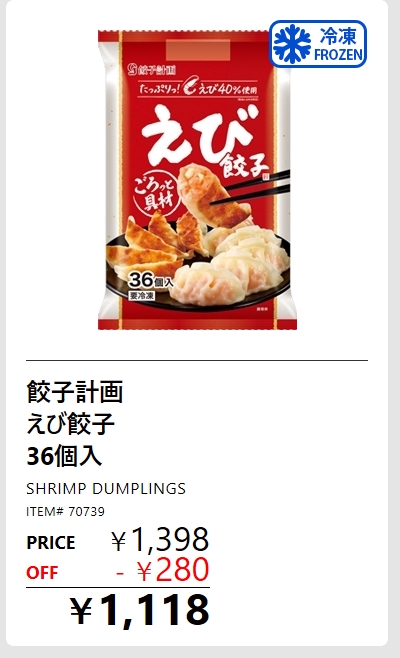 冷凍
FROZEN
餃子計画
たっぷりっ! えび40%使用
えび
餃子
ごろっと
具材
36個入
要冷凍
餃子計画
えび餃子
36個入
SHRIMP DUMPLINGS
ITEM# 70739
PRICE ¥1,398
OFF - ¥280
¥1,118